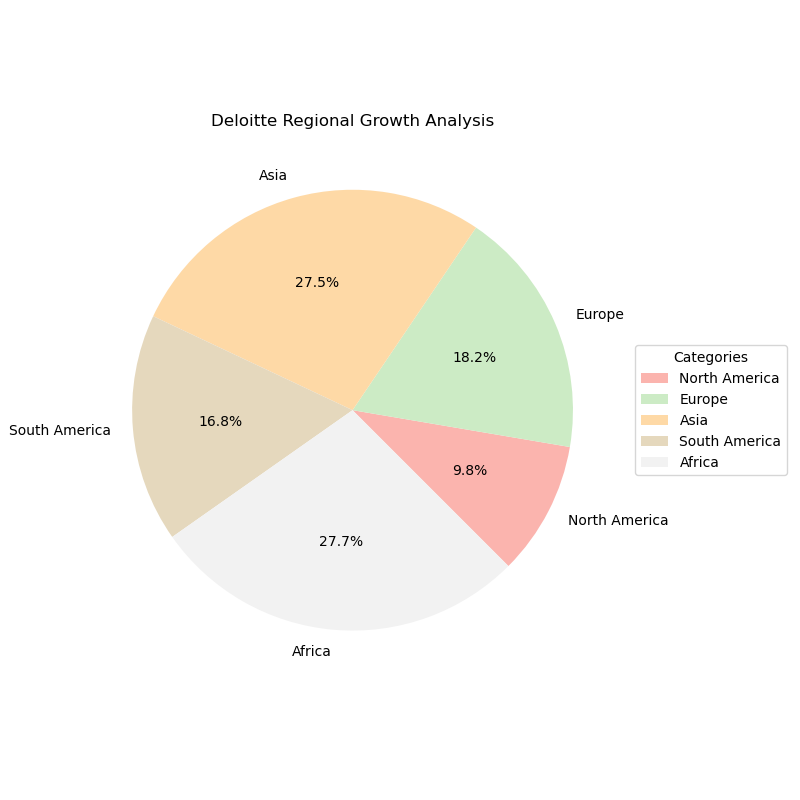 Deloitte Regional Growth Analysis
Asia
27.5%
Europe
18.2%
Categories
North America
Europe
Asia
South America
Africa
South America
16.8%
9.8%
North America
27.7%
Africa